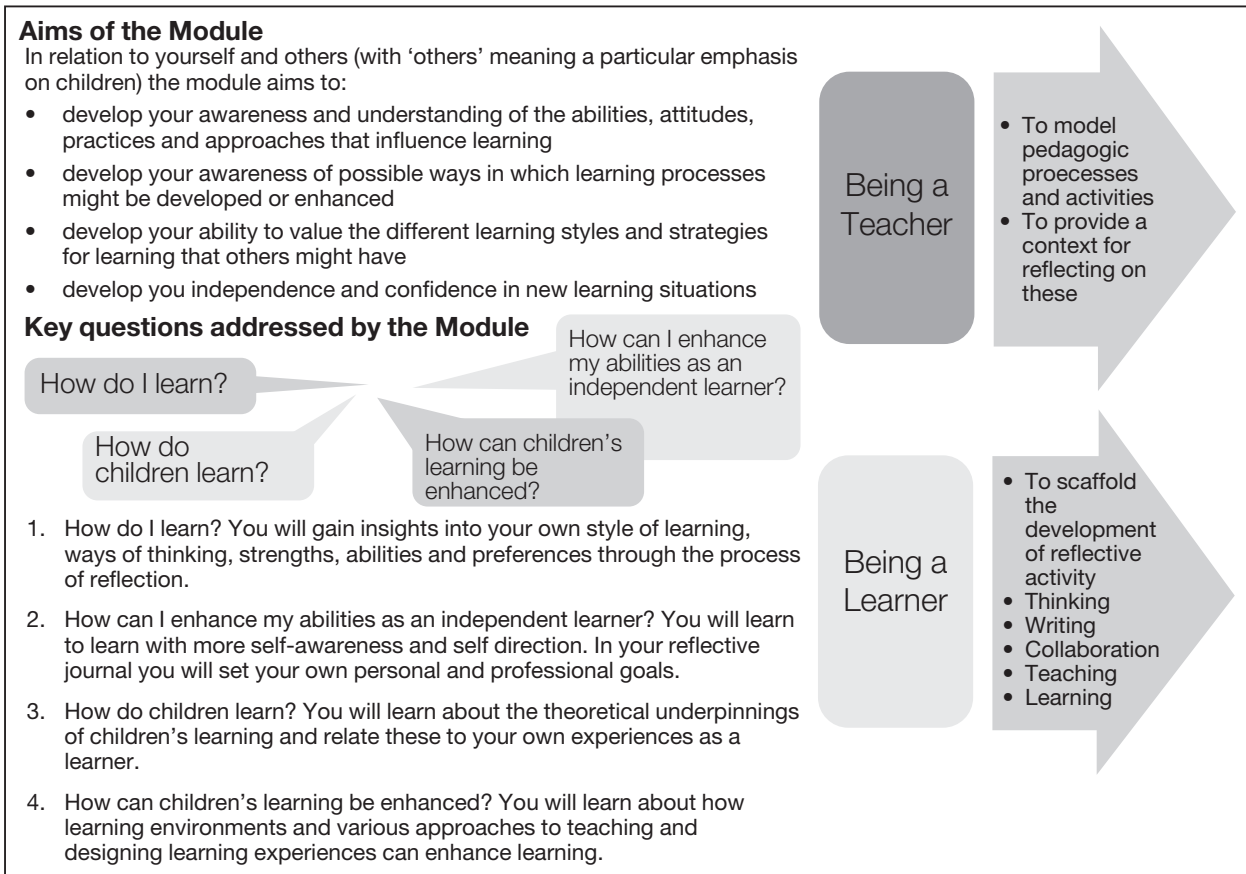 Aims of the Module
In relation to yourself and others (with ‘others’ meaning a particular emphasis
on children) the module aims to:
• develop your awareness and understanding of the abilities, attitudes,
practices and approaches that influence learning
• develop your awareness of possible ways in which learning processes
might be developed or enhanced
• develop your ability to value the different learning styles and strategies
for learning that others might have
• develop you independence and confidence in new learning situations
Key questions addressed by the Module
How do I learn?
How can I enhance
my abilities as an
independent learner?
How do
children learn?
How can children’s
learning be
enhanced?
1. How do I learn? You will gain insights into your own style of learning,
ways of thinking, strengths, abilities and preferences through the process
of reflection.
2. How can I enhance my abilities as an independent learner? You will learn
to learn with more self-awareness and self direction. In your reflective
journal you will set your own personal and professional goals.
3. How do children learn? You will learn about the theoretical underpinnings
of children’s learning and relate these to your own experiences as a
learner.
4. How can children’s learning be enhanced? You will learn about how
learning environments and various approaches to teaching and
designing learning experiences can enhance learning.
Being a
Teacher
• To model
pedagogic
proecesses
and activities
• To provide a
context for
reflecting on
these
Being a
Learner
• To scaffold
the
development
of reflective
activity
• Thinking
• Writing
• Collaboration
• Teaching
• Learning